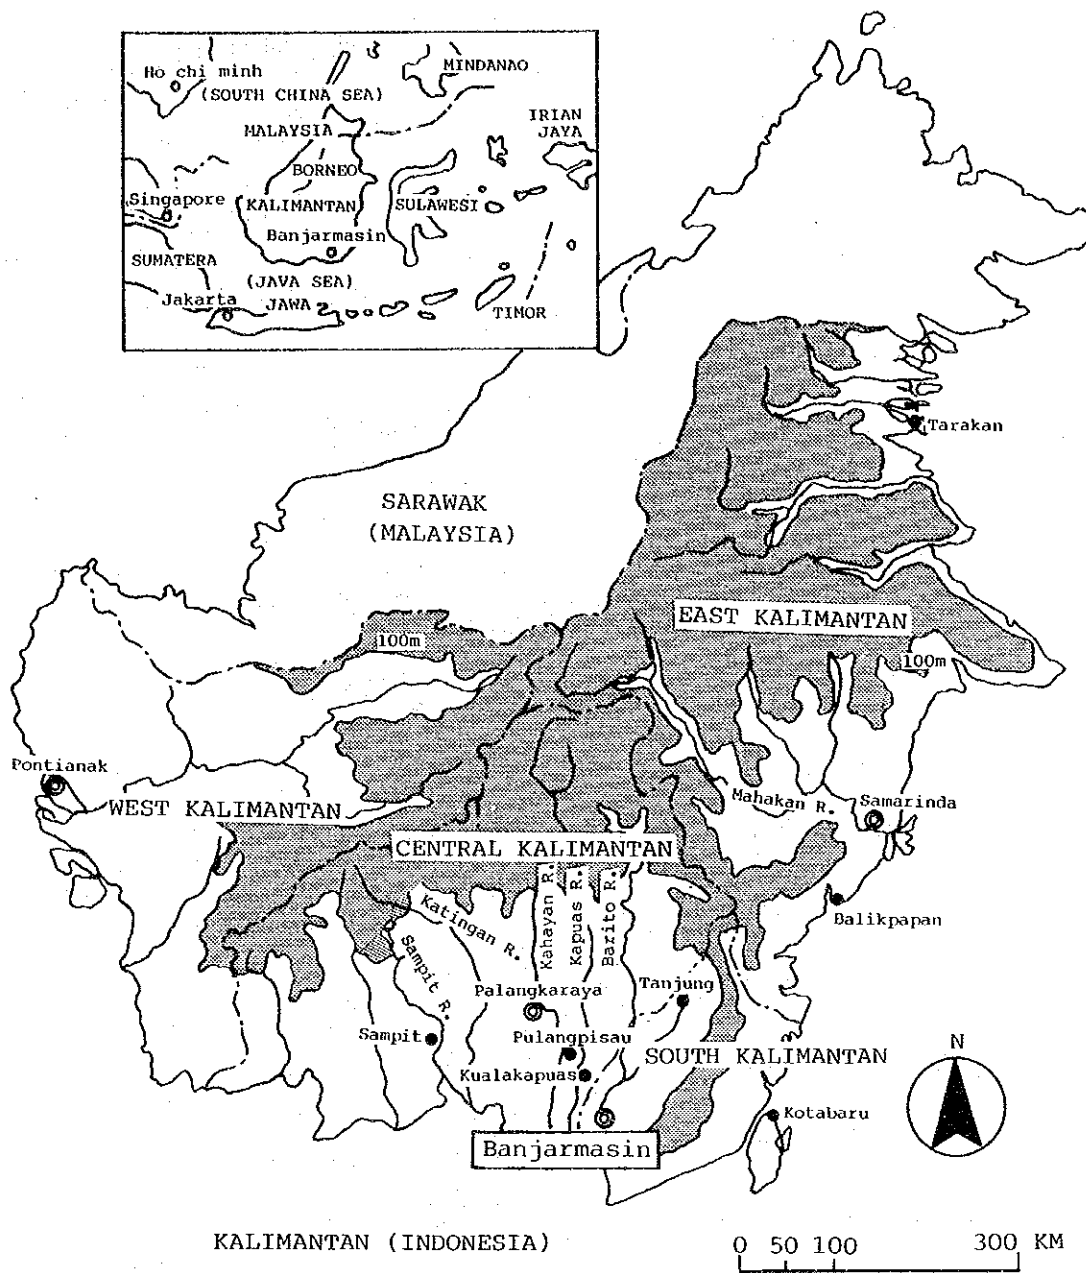 Ho chi minh
(SOUTH CHINA SEA)
MINDANAO
MALAYSIA
IRIAN
JAYA
BORNEO
Singapore
KALIMANTAN
SULAWESI
Banjarmasin
SUMATERA
(JAVA SEA)
Jakarta
JAWA
TIMOR
Tarakan
SARAWAK
(MALAYSIA)
EAST KALIMANTAN
100m
100m
Pontianak
WEST KALIMANTAN
Mahakan R.
Samarinda
CENTRAL KALIMANTAN
Katingan R.
Kahayan R.
Kapuas R.
Barito R.
Balikpapan
Sampit R.
Palangkaraya
Tanjung
Sampit
Pulangpisau
SOUTH KALIMANTAN
N
Kualakapuas
Kotabaru
Banjarmasin
KALIMANTAN (INDONESIA)
0 50 100 300 KM